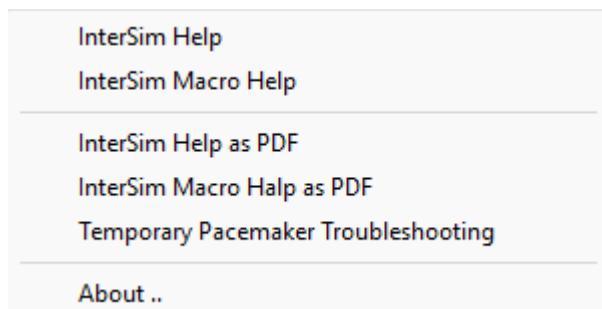 InterSim Help
InterSim Macro Help
InterSim Help as PDF
InterSim Macro Halp as PDF
Temporary Pacemaker Troubleshooting
About ..